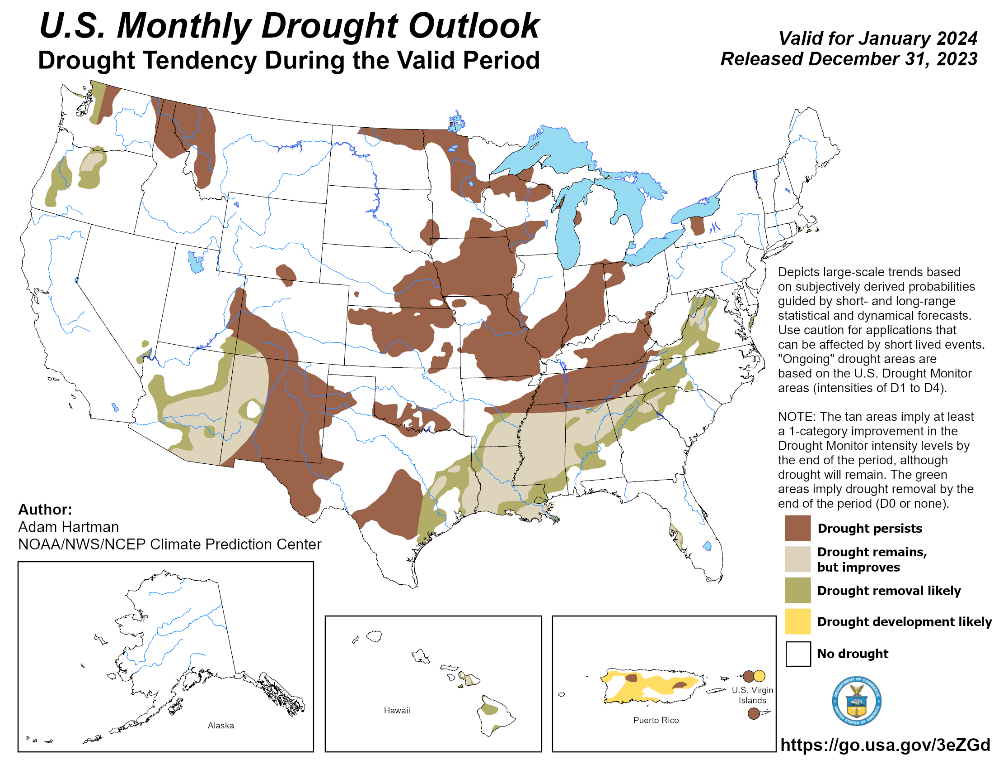 U.S. Monthly Drought Outlook
Drought Tendency During the Valid Period
Valid for January 2024
Released December 31, 2023
Depicts large-scale trends based
on subjectively derived probabilities
guided by short- and long-range
statistical and dynamical forecasts.
Use caution for applications that
can be affected by short lived events.
"Ongoing" drought areas are
based on the U.S. Drought Monitor
areas (intensities of D1 to D4).
NOTE: The tan areas imply at least
a 1-category improvement in the
Drought Monitor intensity levels by
the end of the period, although
drought will remain. The green
areas imply drought removal by the
end of the period (D0 or none).
Author:
Adam Hartman
NOAA/NWS/NCEP Climate Prediction Center
Drought persists
Drought remains,
but improves
Drought removal likely
Drought development likely
No drought
Alaska
Hawaii
Puerto Rico
U.S. Virgin
Islands
https://go.usa.gov/3eZGd